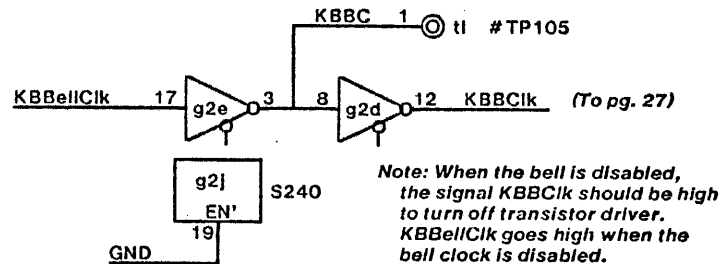 KBBC 1 tl #TP105
KBBellClk 17 g2e 3 8 g2d 12 KBBClk (To pg. 27)
g2j S240
EN'
19
GND
Note: When the bell is disabled,
the signal KBBClk should be high
to turn off transistor driver.
KBBellClk goes high when the
bell clock is disabled.